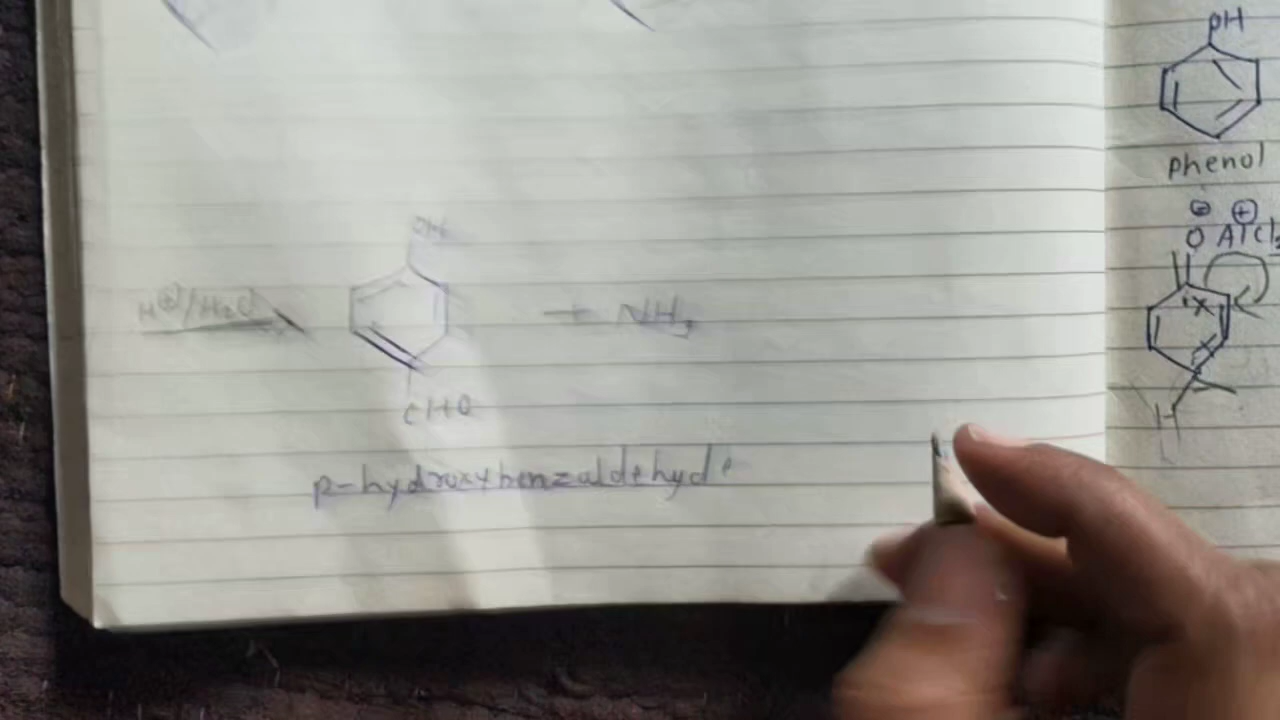 OH
H⊕/H₂O
+ NH₃
CHO
p-hydroxybenzaldehyde
OH
phenol
⊖ ⊕
O AlCl₃
H